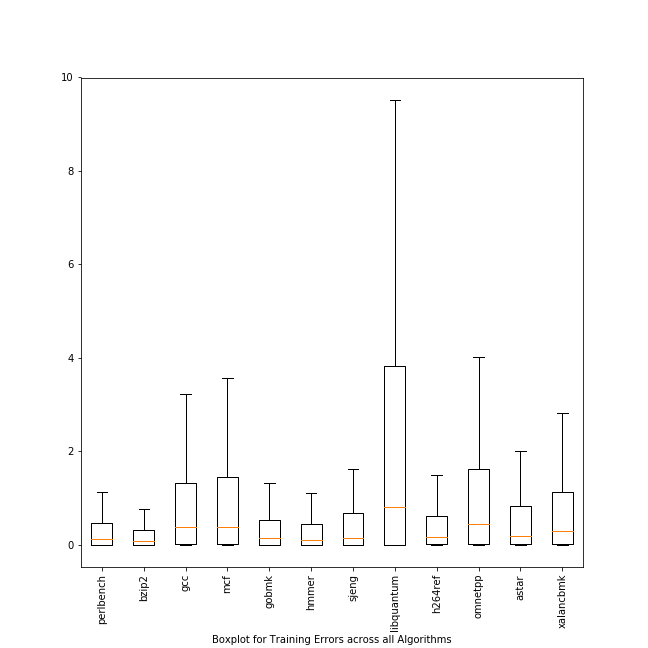 10
8
6
4
2
0
perlbench
bzip2
gcc
mcf
gobmk
hmmer
sjeng
libquantum
h264ref
omnetpp
astar
xalancbmk
Boxplot for Training Errors across all Algorithms